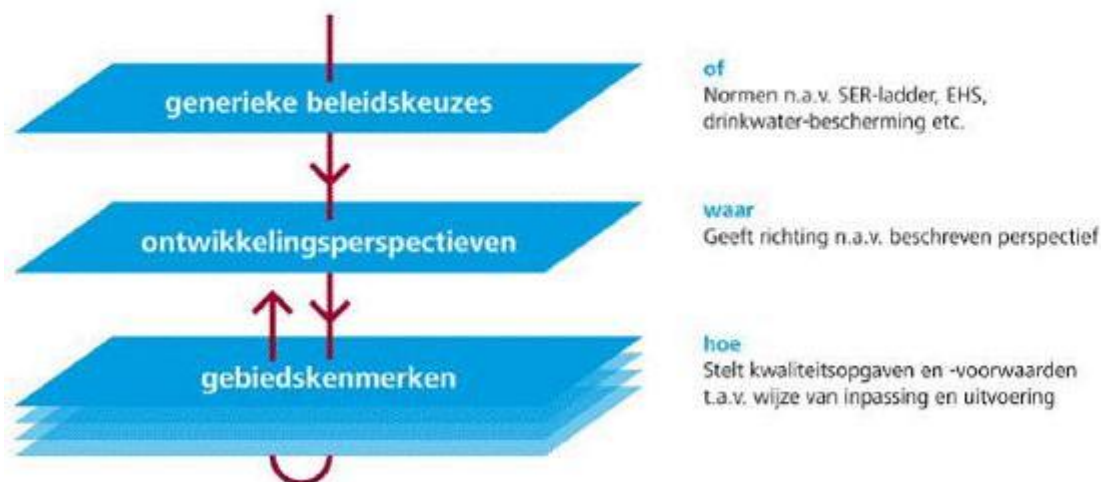 generieke beleidskeuzes
of
Normen n.a.v. SER-ladder, EHS,
drinkwater-bescherming etc.
ontwikkelingsperspectieven
waar
Geeft richting n.a.v. beschreven perspectief
gebiedskenmerken
hoe
Stelt kwaliteitsopgaven en -voorwaarden
t.a.v. wijze van inpassing en uitvoering